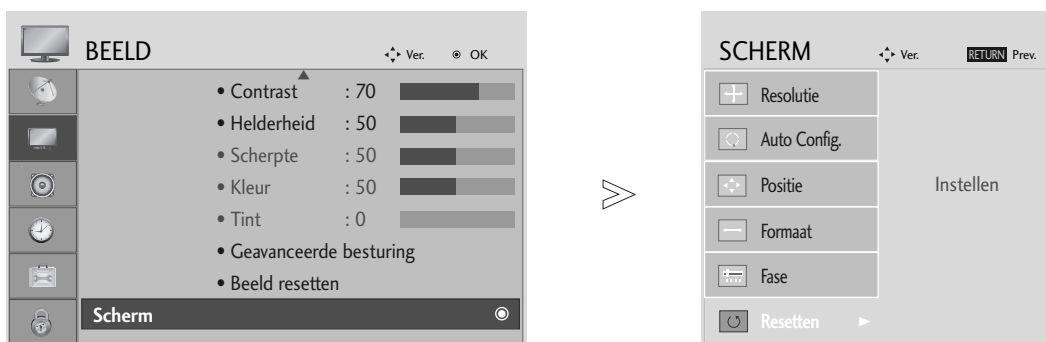 BEELD Ver. OK
• Contrast : 70
• Helderheid : 50
• Scherpte : 50
• Kleur : 50
• Tint : 0
• Geavanceerde besturing
• Beeld resetten
Scherm
SCHERM Ver. RETURN Prev.
Resolutie
Auto Config.
Positie
Instellen
Formaat
Fase
Resetten